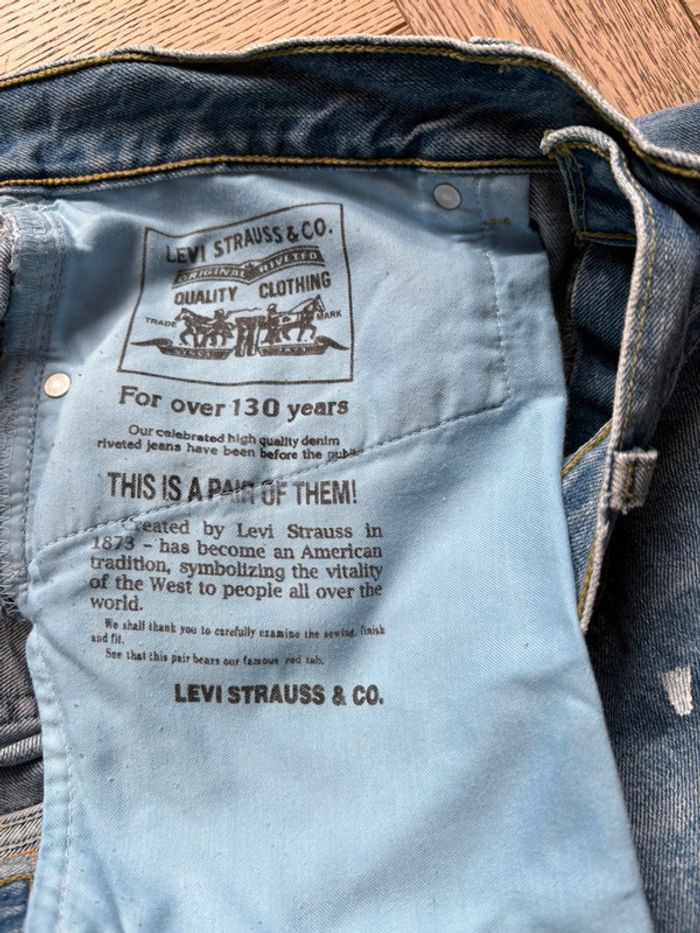 LEVI STRAUSS & CO.
ORIGINAL RIVETED
QUALITY CLOTHING
TRADE MARK
For over 130 years
Our celebrated high quality denim
riveted jeans have been before the public
THIS IS A PAIR OF THEM!
Created by Levi Strauss in
1873 – has become an American
tradition, symbolizing the vitality
of the West to people all over the
world.
We shall thank you to carefully examine the sewing, finish
and fit.
See that this pair bears our famous red tab.
LEVI STRAUSS & CO.